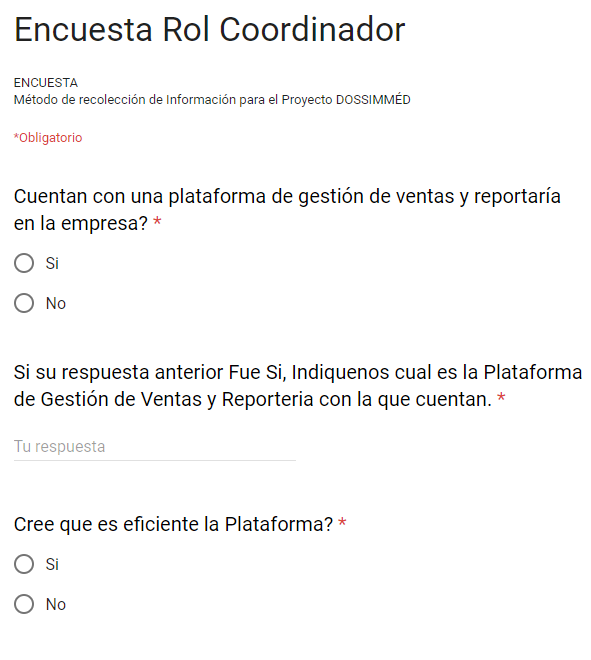 Encuesta Rol Coordinador
ENCUESTA
Método de recolección de Información para el Proyecto DOSSIMMÉD
*Obligatorio
Cuentan con una plataforma de gestión de ventas y reportaría
en la empresa? *
Si
No
Si su respuesta anterior Fue Si, Indiquenos cual es la Plataforma
de Gestión de Ventas y Reporteria con la que cuentan. *
Tu respuesta
Cree que es eficiente la Plataforma? *
Si
No